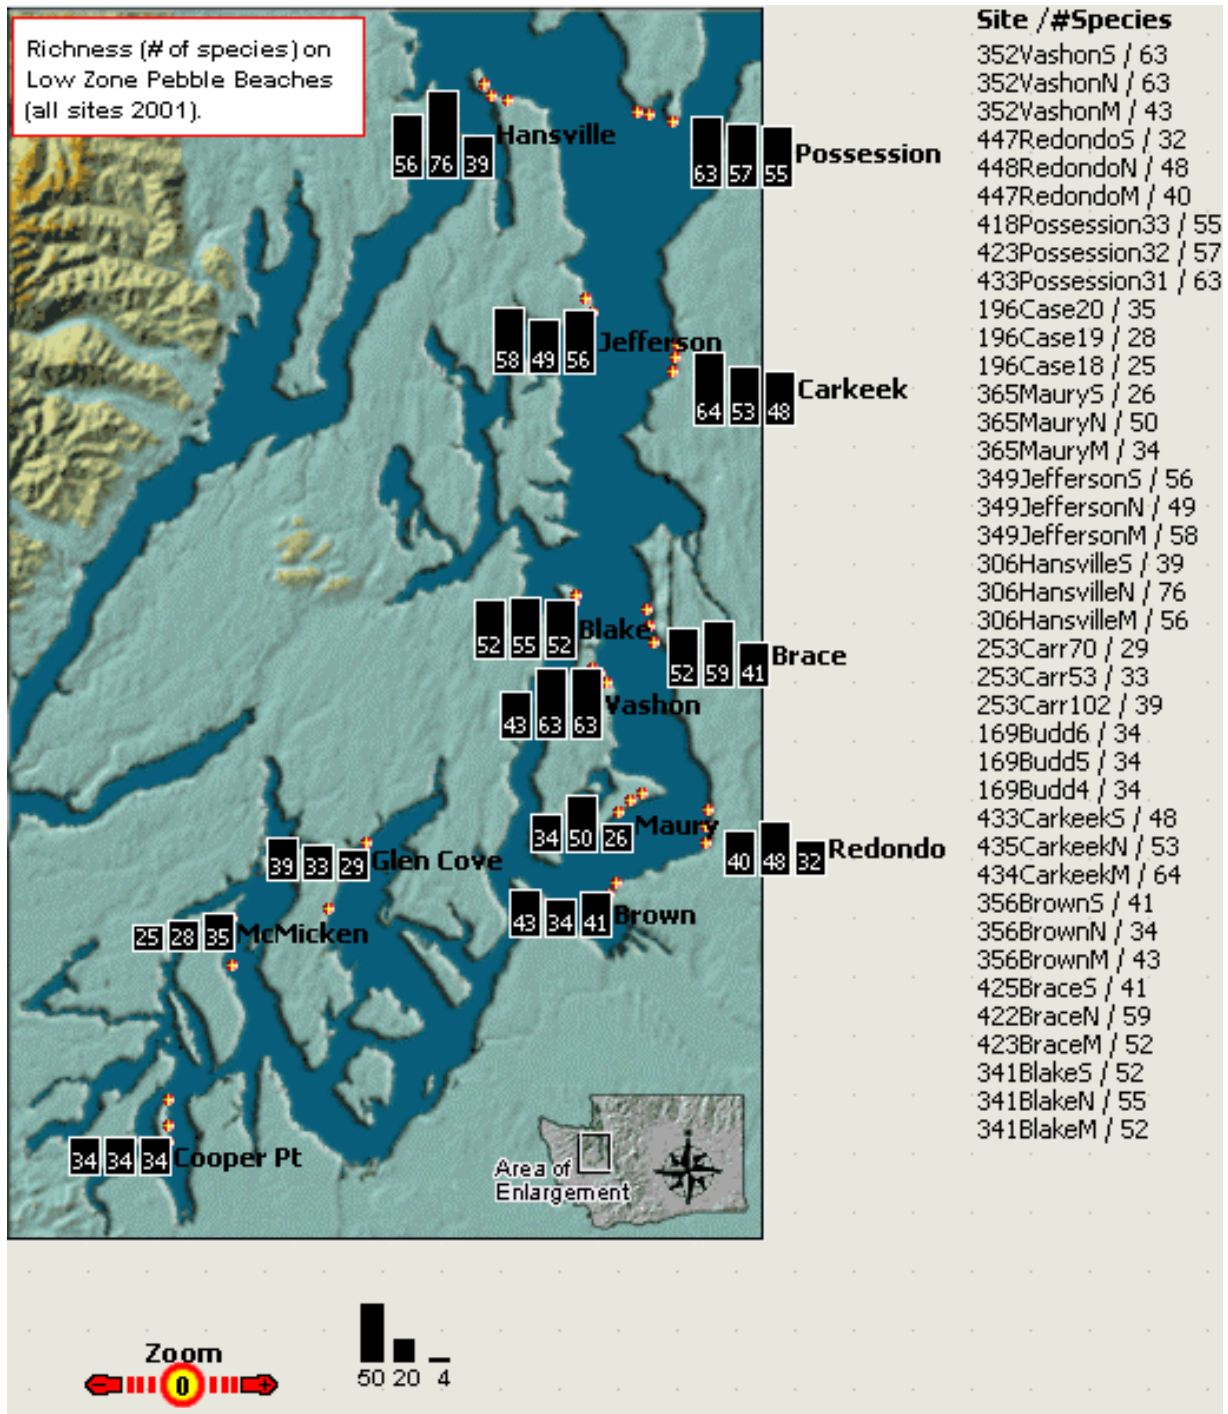 Richness (# of species) on
Low Zone Pebble Beaches
(all sites 2001).
Hansville
56 76 39
Possession
63 57 55
Jefferson
58 49 56
Carkeek
64 53 48
Blake
52 55 52
Brace
52 59 41
Vashon
43 63 63
Maury
34 50 26
Redondo
40 48 32
Glen Cove
39 33 29
Brown
43 34 41
McMicken
25 28 35
Cooper Pt
34 34 34
Area of
Enlargement
Zoom
0
50 20 4
Site /#Species
352VashonS / 63
352VashonN / 63
352VashonM / 43
447RedondoS / 32
448RedondoN / 48
447RedondoM / 40
418Possession33 / 55
423Possession32 / 57
433Possession31 / 63
196Case20 / 35
196Case19 / 28
196Case18 / 25
365MauryS / 26
365MauryN / 50
365MauryM / 34
349JeffersonS / 56
349JeffersonN / 49
349JeffersonM / 58
306HansvilleS / 39
306HansvilleN / 76
306HansvilleM / 56
253Carr70 / 29
253Carr53 / 33
253Carr102 / 39
169Budd6 / 34
169Budd5 / 34
169Budd4 / 34
433CarkeekS / 48
435CarkeekN / 53
434CarkeekM / 64
356BrownS / 41
356BrownN / 34
356BrownM / 43
425BraceS / 41
422BraceN / 59
423BraceM / 52
341BlakeS / 52
341BlakeN / 55
341BlakeM / 52